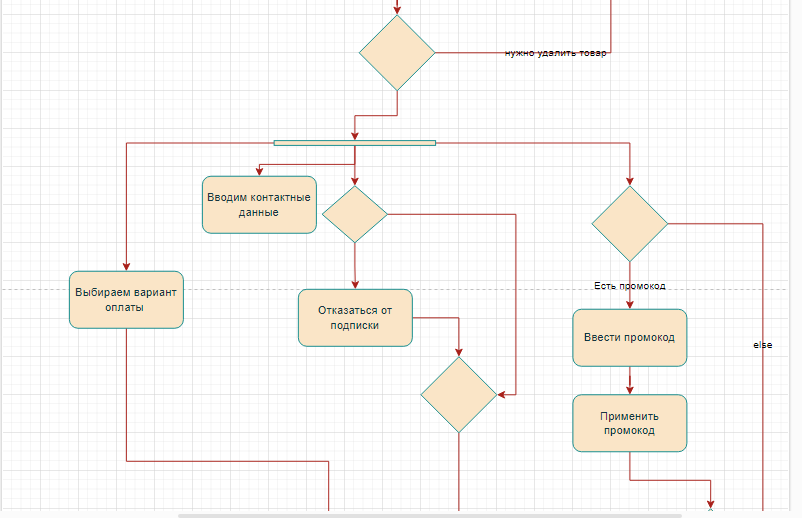 нужно удалить товар
Вводим контактные
данные
Выбираем вариант
оплаты
Отказаться от
подписки
Есть промокод
Ввести промокод
else
Применить
промокод